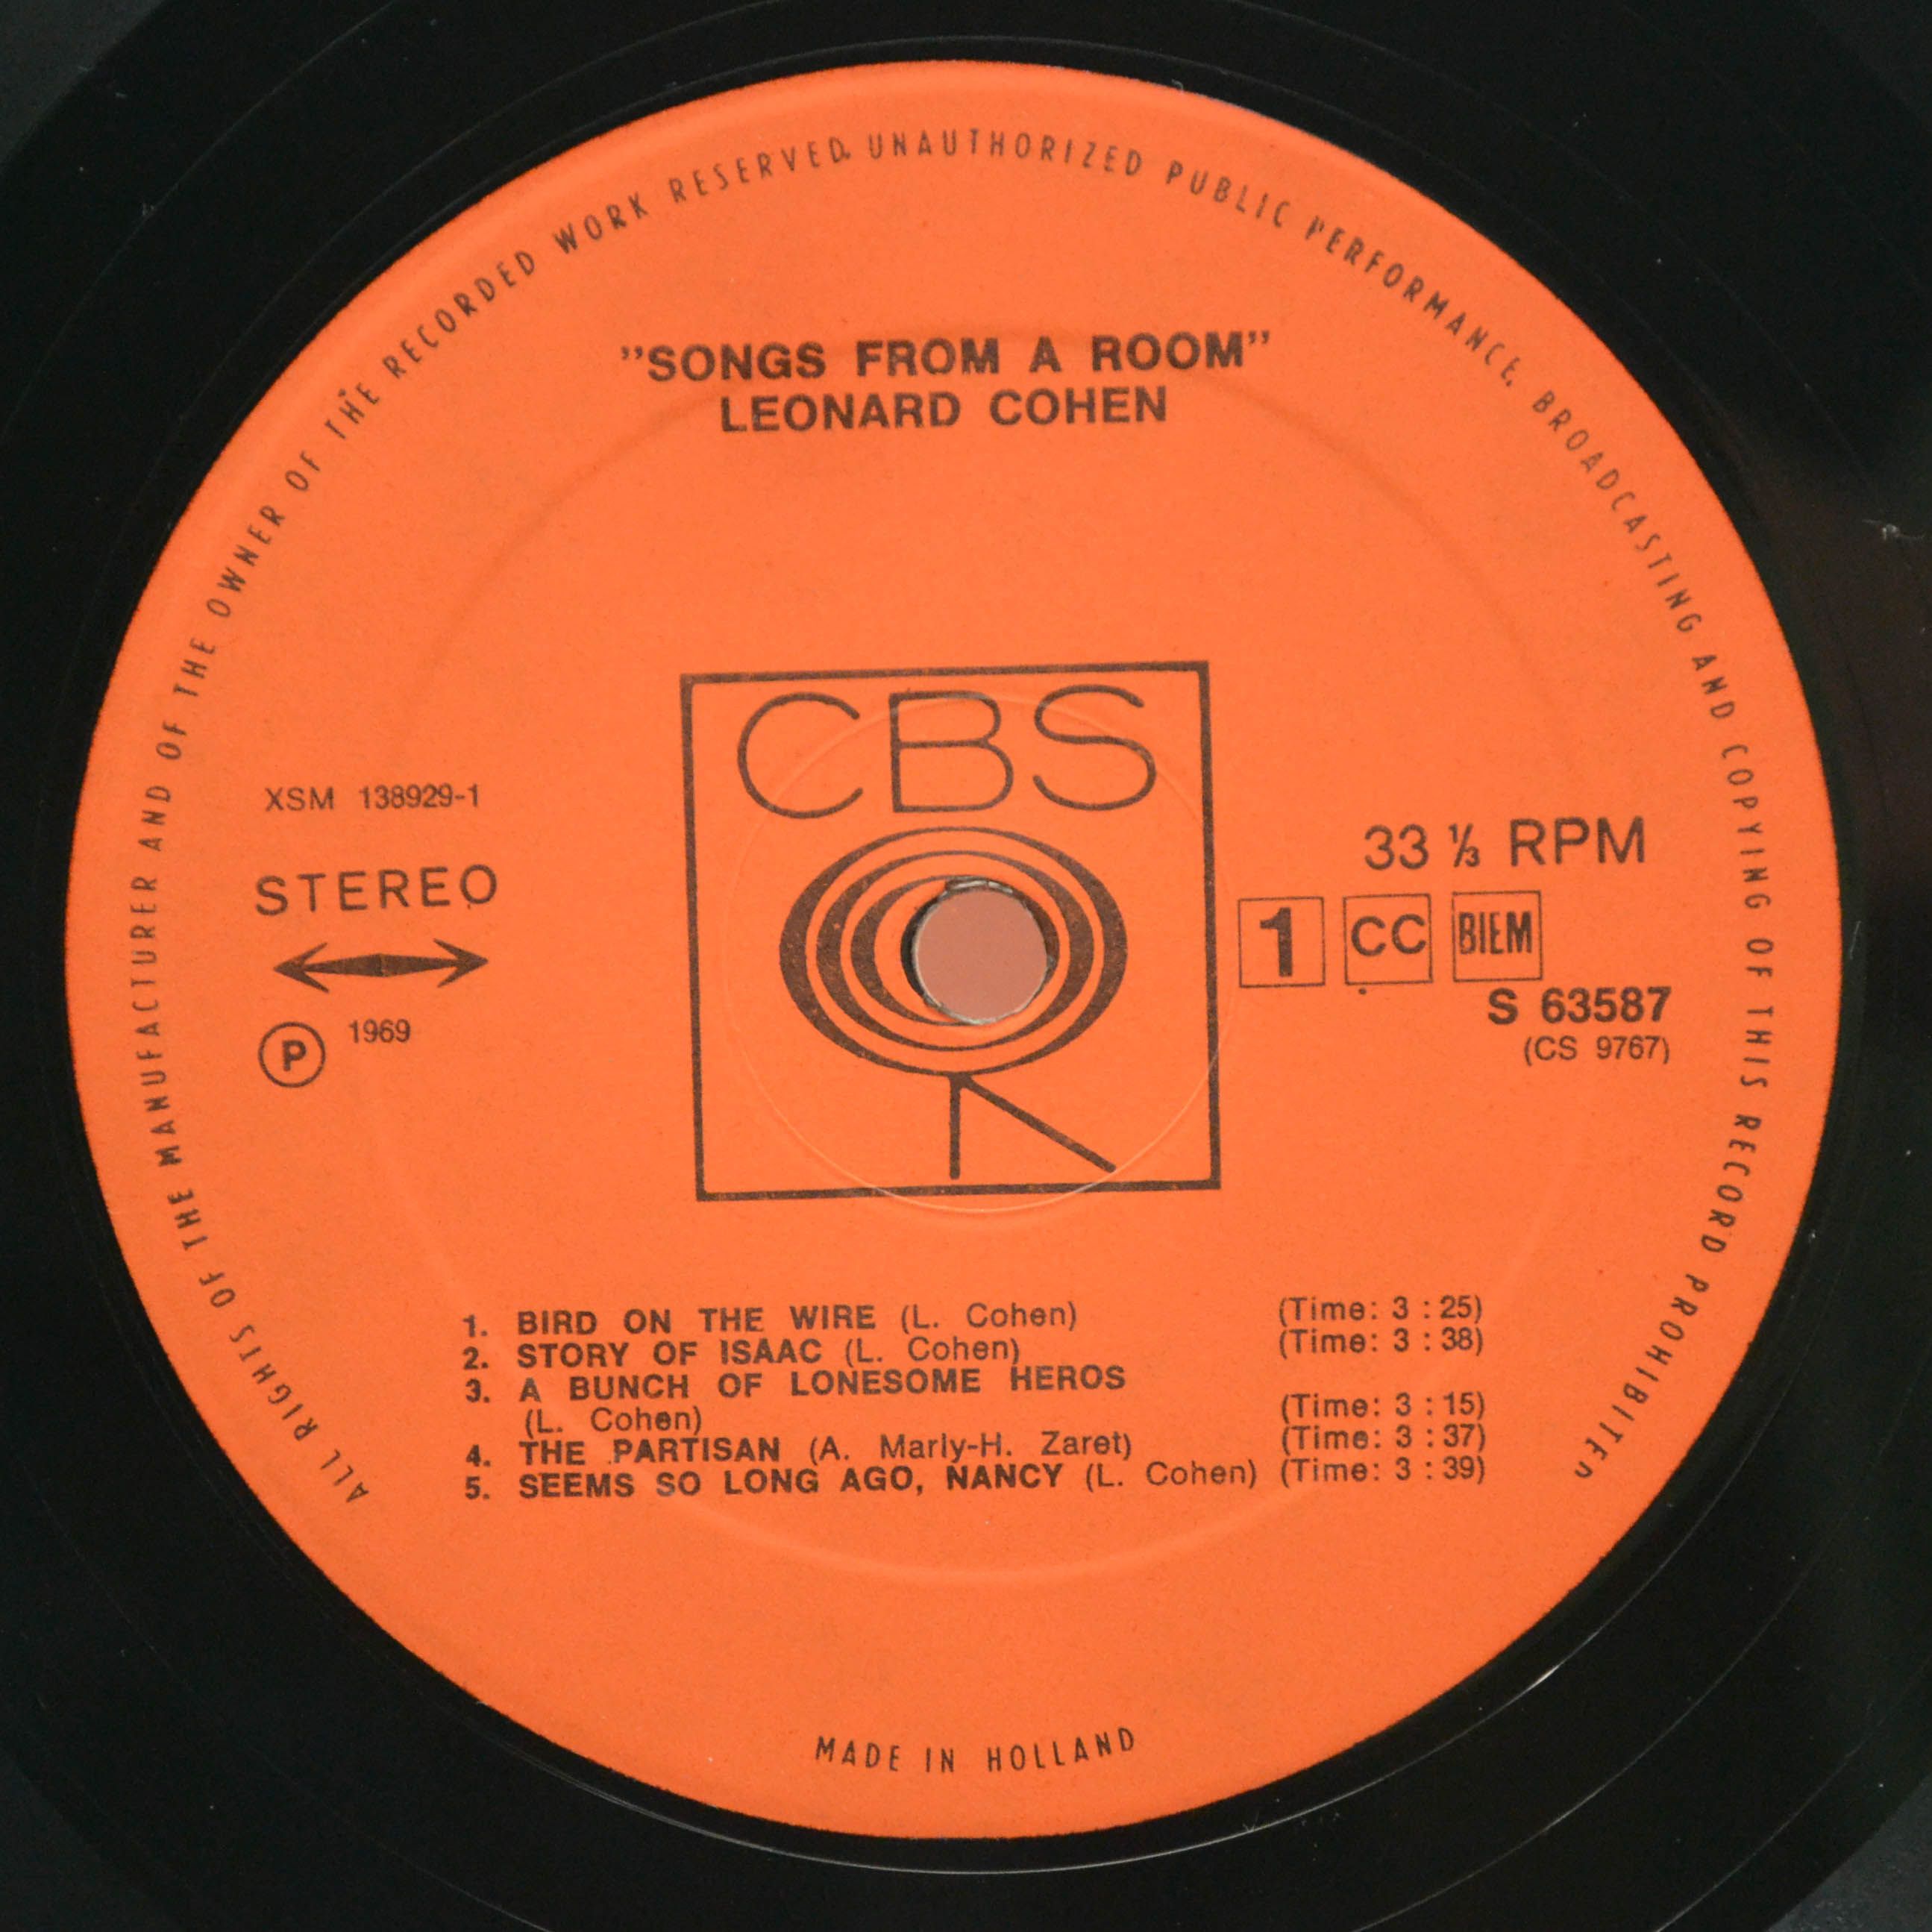 ALL RIGHTS OF THE MANUFACTURER AND OF THE OWNER OF THE RECORDED WORK RESERVED. UNAUTHORIZED PUBLIC PERFORMANCE, BROADCASTING AND COPYING OF THIS RECORD PROHIBITED
”SONGS FROM A ROOM”
LEONARD COHEN
CBS
XSM 138929-1
STEREO
Ⓟ 1969
33 ⅓ RPM
1 CC BIEM
S 63587
(CS 9767)
1. BIRD ON THE WIRE (L. Cohen) (Time: 3 : 25)
2. STORY OF ISAAC (L. Cohen) (Time: 3 : 38)
3. A BUNCH OF LONESOME HEROS
(L. Cohen) (Time: 3 : 15)
4. THE PARTISAN (A. Marly-H. Zaret) (Time: 3 : 37)
5. SEEMS SO LONG AGO, NANCY (L. Cohen) (Time: 3 : 39)
MADE IN HOLLAND